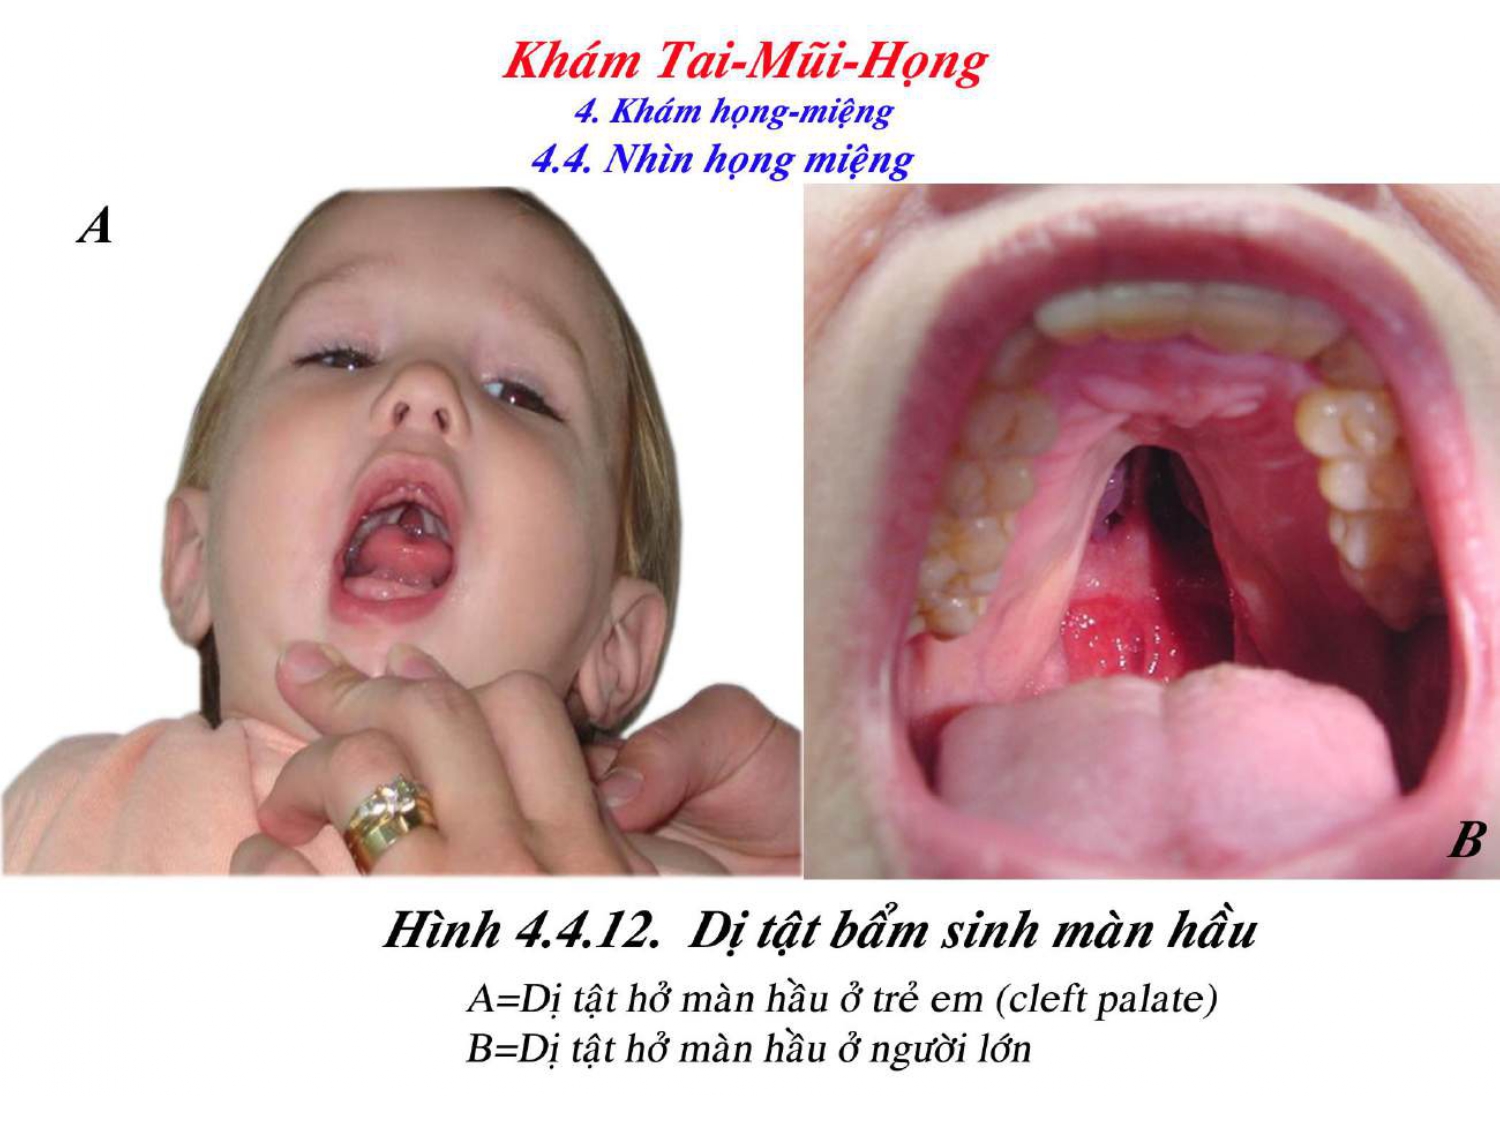 Khám Tai-Mũi-Họng
4. Khám họng-miệng
4.4. Nhìn họng miệng
A
B
Hình 4.4.12. Dị tật bẩm sinh màn hầu
A=Dị tật hở màn hầu ở trẻ em (cleft palate)
B=Dị tật hở màn hầu ở người lớn